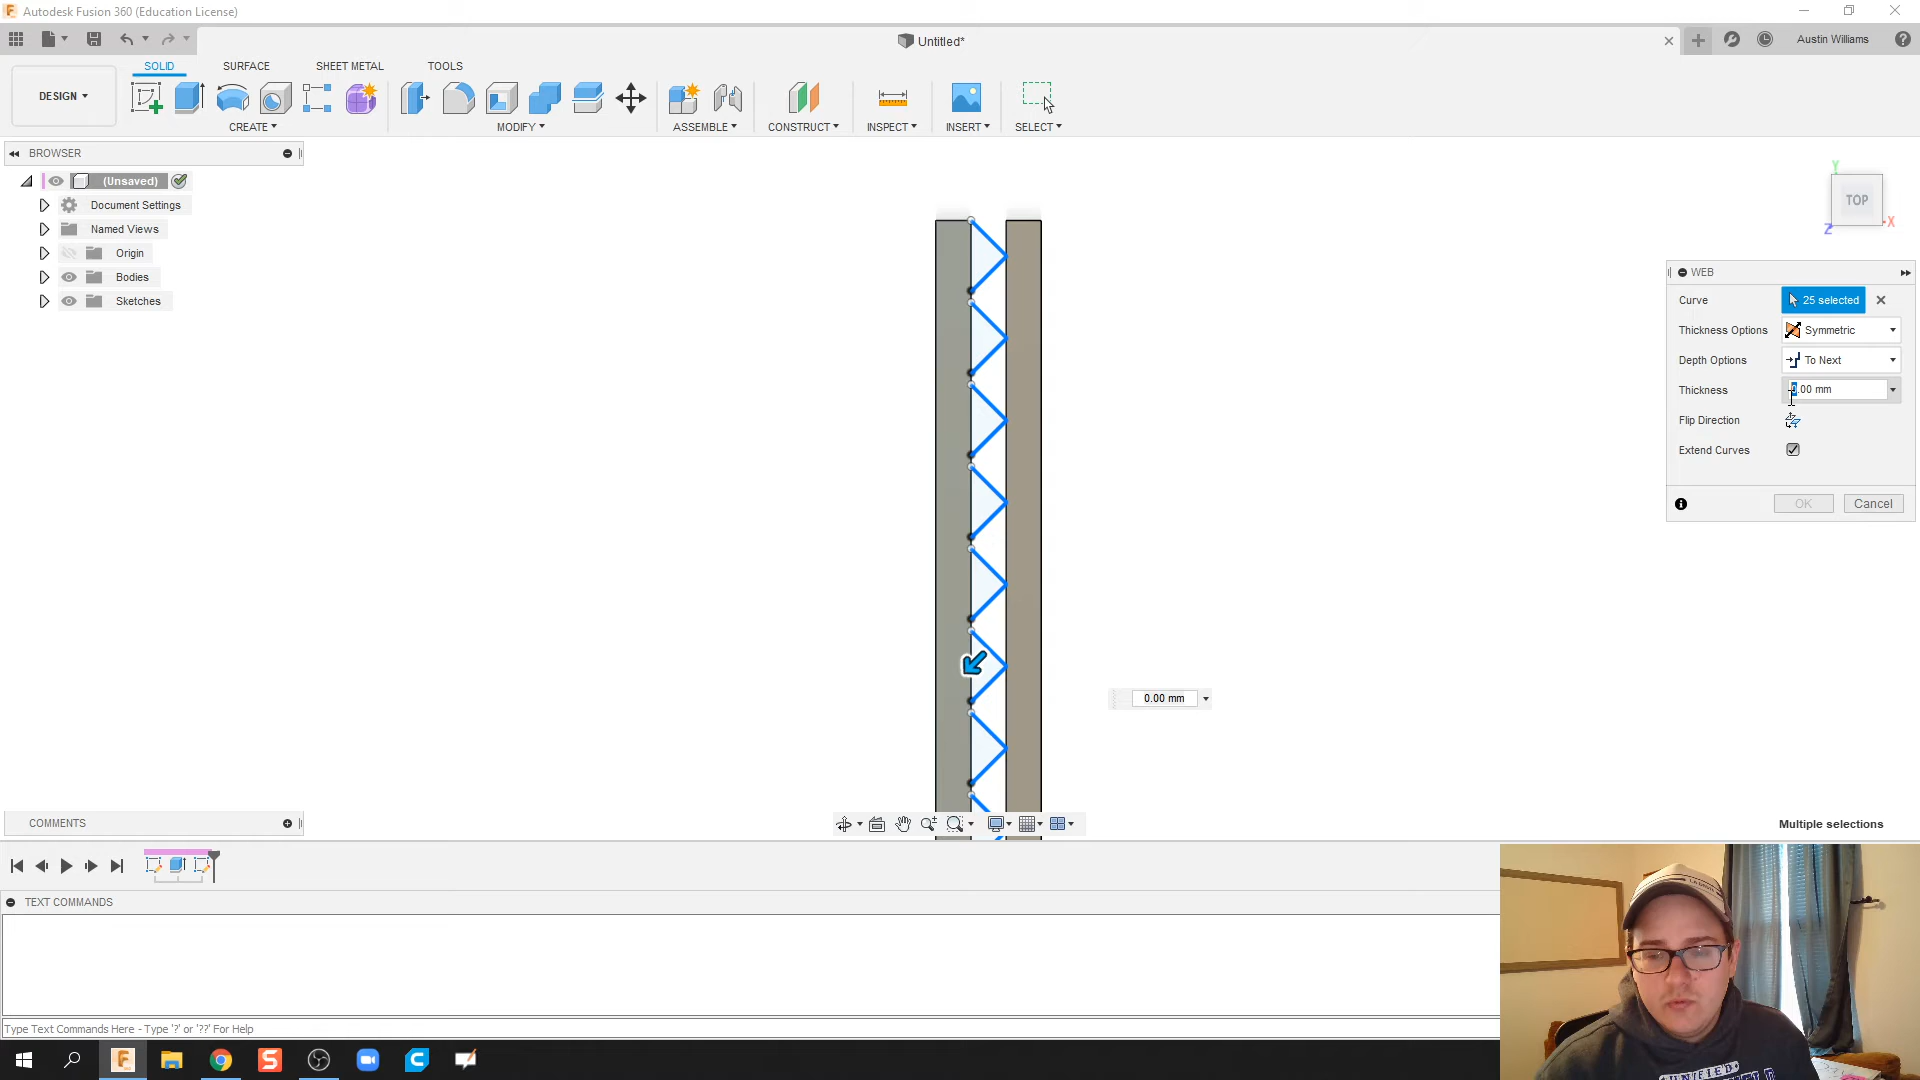 Autodesk Fusion 360 (Education License)
Untitled*
Austin Williams
DESIGN
SOLID
SURFACE
SHEET METAL
TOOLS
CREATE
MODIFY
ASSEMBLE
CONSTRUCT
INSPECT
INSERT
SELECT
BROWSER
(Unsaved)
Document Settings
Named Views
Origin
Bodies
Sketches
Y
TOP
X
Z
WEB
Curve
25 selected
Thickness Options
Symmetric
Depth Options
To Next
Thickness
0.00 mm
Flip Direction
Extend Curves
OK
Cancel
0.00 mm
COMMENTS
Multiple selections
TEXT COMMANDS
Type Text Commands Here - Type '?' or '??' For Help